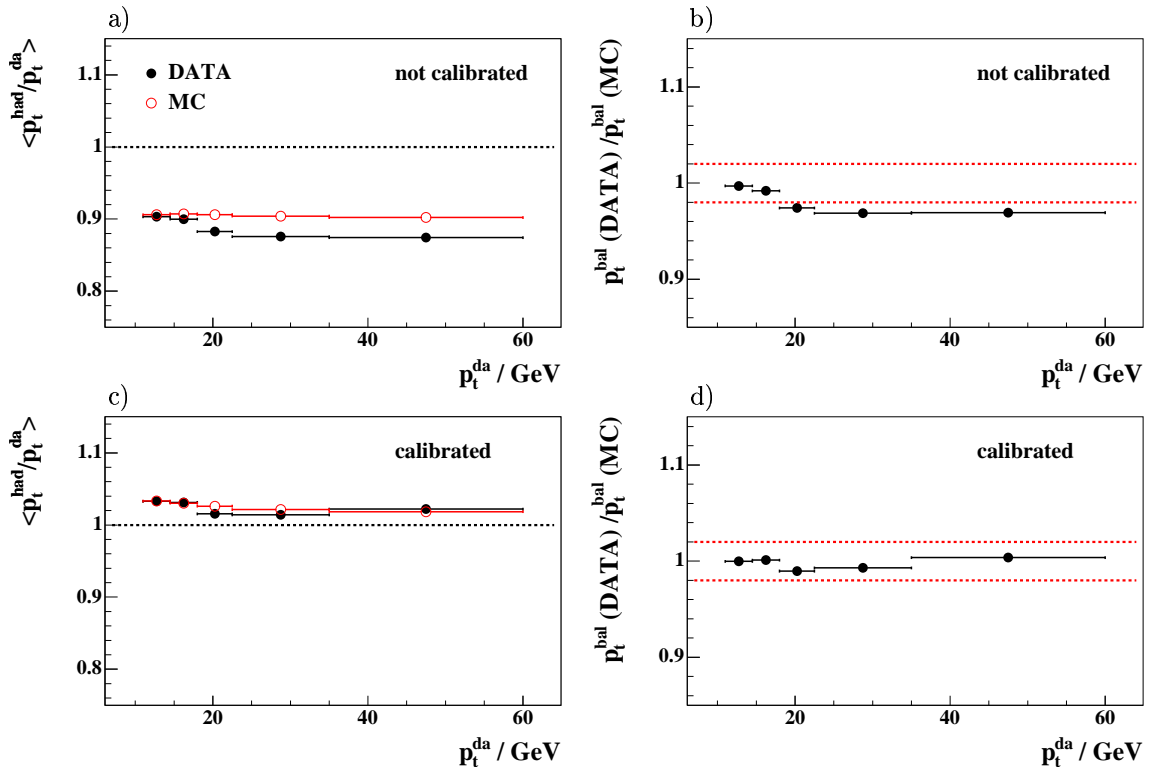 a)
<p_t^had/p_t^da>
1.1
1
0.9
0.8
DATA
MC
not calibrated
20
40
60
p_t^da / GeV
b)
p_t^bal (DATA) /p_t^bal (MC)
1.1
1
0.9
not calibrated
20
40
60
p_t^da / GeV
c)
<p_t^had/p_t^da>
1.1
1
0.9
0.8
calibrated
20
40
60
p_t^da / GeV
d)
p_t^bal (DATA) /p_t^bal (MC)
1.1
1
0.9
calibrated
20
40
60
p_t^da / GeV